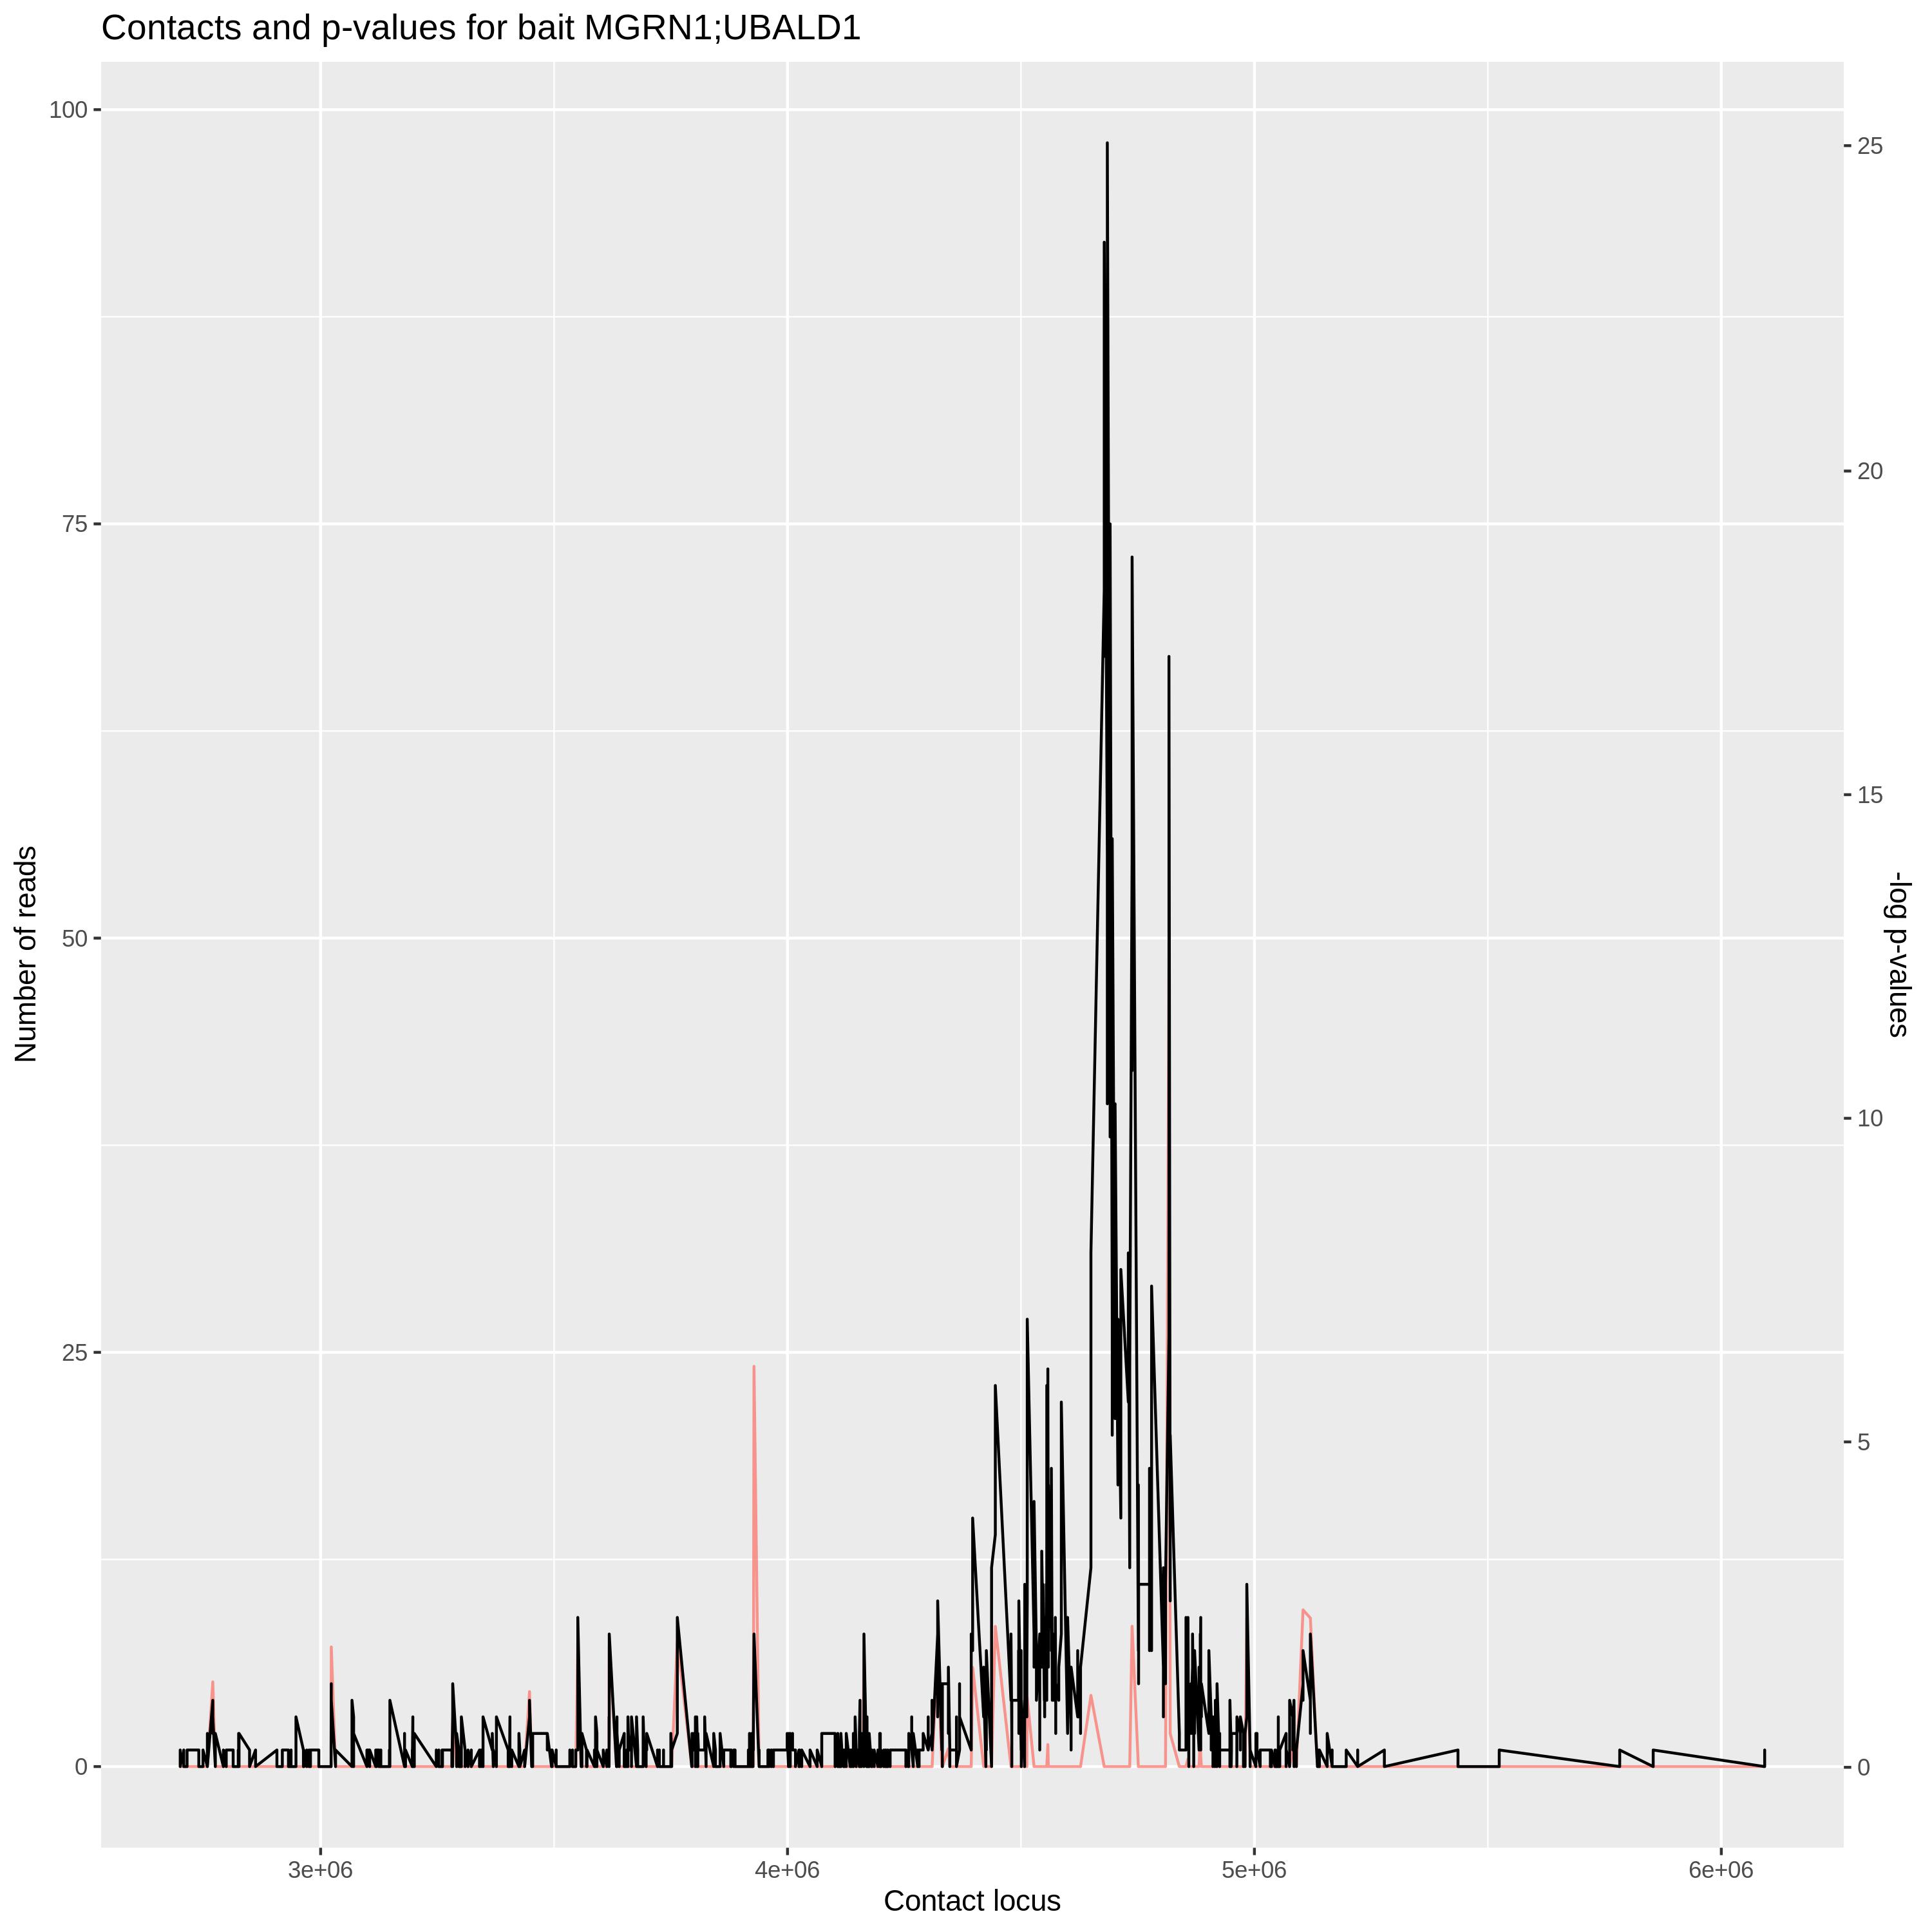 Contacts and p-values for bait MGRN1;UBALD1
100
75
50
25
0
25
20
15
10
5
0
Number of reads
-log p-values
3e+06
4e+06
5e+06
6e+06
Contact locus